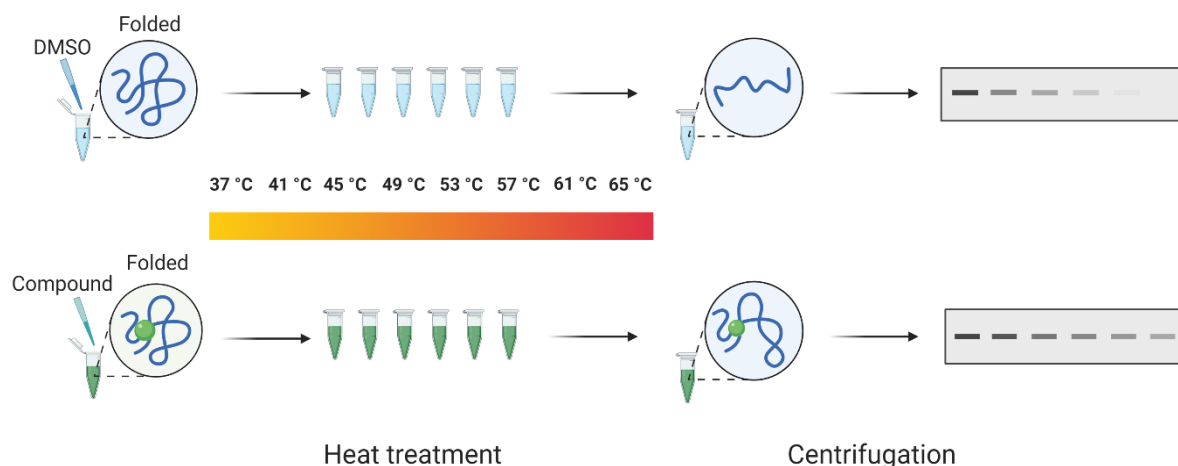 Folded
DMSO
37 °C 41 °C 45 °C 49 °C 53 °C 57 °C 61 °C 65 °C
Folded
Compound
Heat treatment Centrifugation